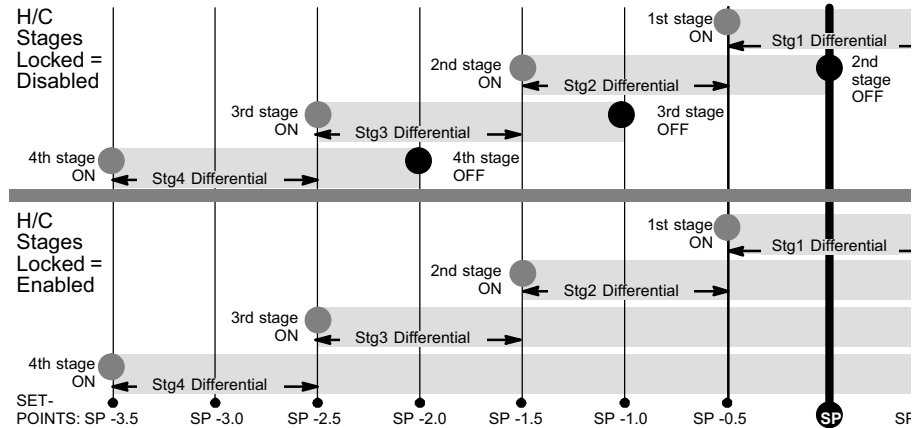 H/C
Stages
Locked =
Disabled
1st stage
ON
Stg1 Differential
2nd stage
ON
Stg2 Differential
2nd
stage
OFF
3rd stage
ON
Stg3 Differential
3rd stage
OFF
4th stage
ON
Stg4 Differential
4th stage
OFF
H/C
Stages
Locked =
Enabled
1st stage
ON
Stg1 Differential
2nd stage
ON
Stg2 Differential
3rd stage
ON
Stg3 Differential
4th stage
ON
Stg4 Differential
SET-
POINTS: SP -3.5 SP -3.0 SP -2.5 SP -2.0 SP -1.5 SP -1.0 SP -0.5 SP SP